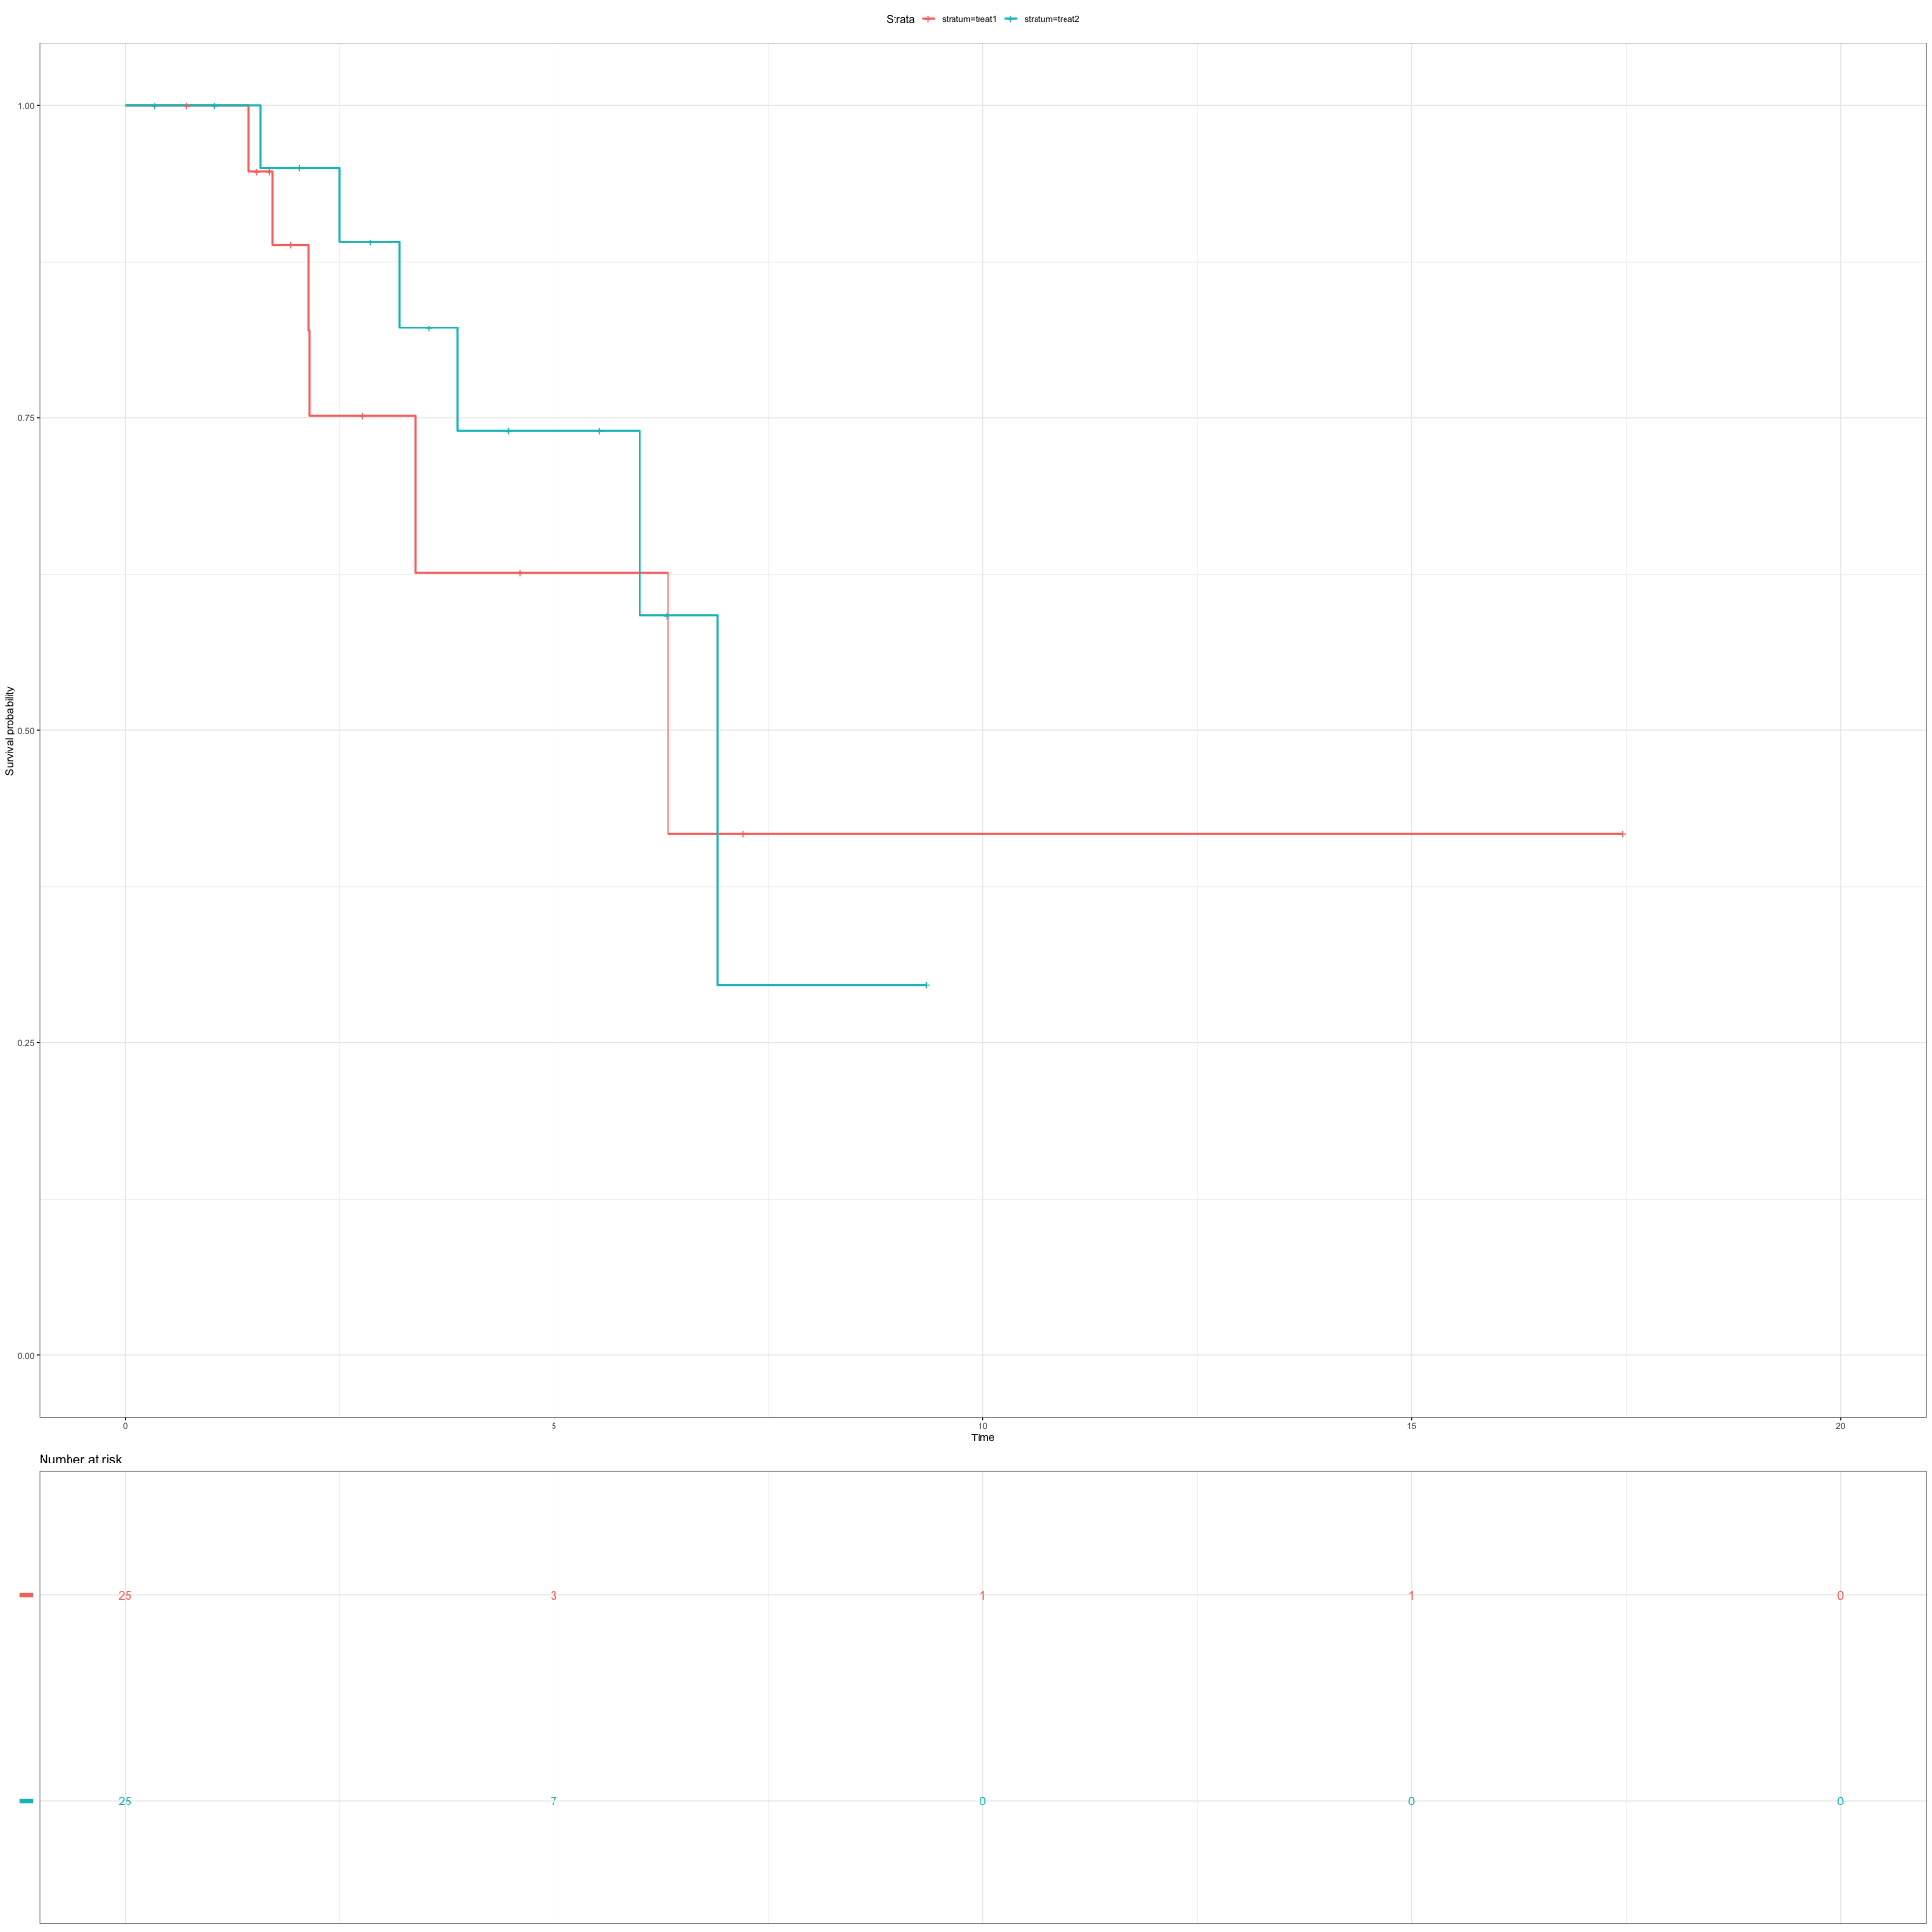 Strata stratum=treat1 stratum=treat2
1.00
0.75
0.50
0.25
0.00
Survival probability
0 5 10 15 20
Time
Number at risk
25 3 1 1 0
25 7 0 0 0